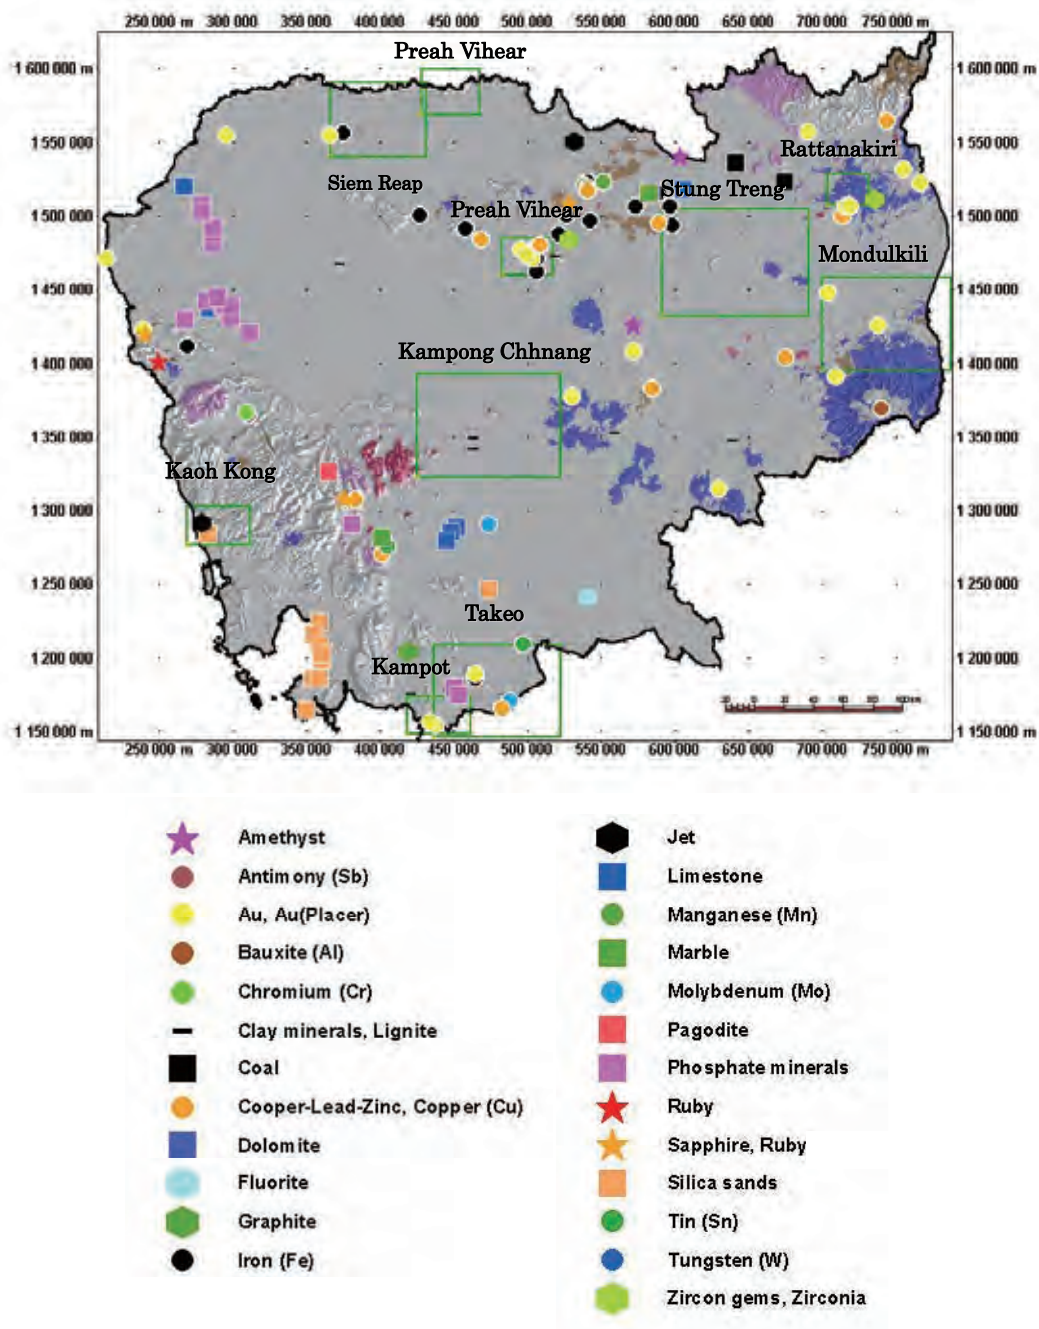 250 000 m 300 000 m 350 000 m 400 000 m 450 000 m 500 000 m 550 000 m 600 000 m 650 000 m 700 000 m 750 000 m
Preah Vihear
1 600 000 m 1 600 000 m
1 550 000 m 1 550 000 m
Rattanakiri
Siem Reap
Stung Treng
Preah Vihear
1 500 000 m 1 500 000 m
Mondulkili
1 450 000 m 1 450 000 m
Kampong Chhnang
1 400 000 m 1 400 000 m
1 350 000 m 1 350 000 m
Kaoh Kong
1 300 000 m 1 300 000 m
1 250 000 m 1 250 000 m
Takeo
1 200 000 m 1 200 000 m
Kampot
1 150 000 m 1 150 000 m
250 000 m 300 000 m 350 000 m 400 000 m 450 000 m 500 000 m 550 000 m 600 000 m 650 000 m 700 000 m 750 000 m
Amethyst
Antimony (Sb)
Au, Au(Placer)
Bauxite (Al)
Chromium (Cr)
Clay minerals, Lignite
Coal
Cooper-Lead-Zinc, Copper (Cu)
Dolomite
Fluorite
Graphite
Iron (Fe)
Jet
Limestone
Manganese (Mn)
Marble
Molybdenum (Mo)
Pagodite
Phosphate minerals
Ruby
Sapphire, Ruby
Silica sands
Tin (Sn)
Tungsten (W)
Zircon gems, Zirconia